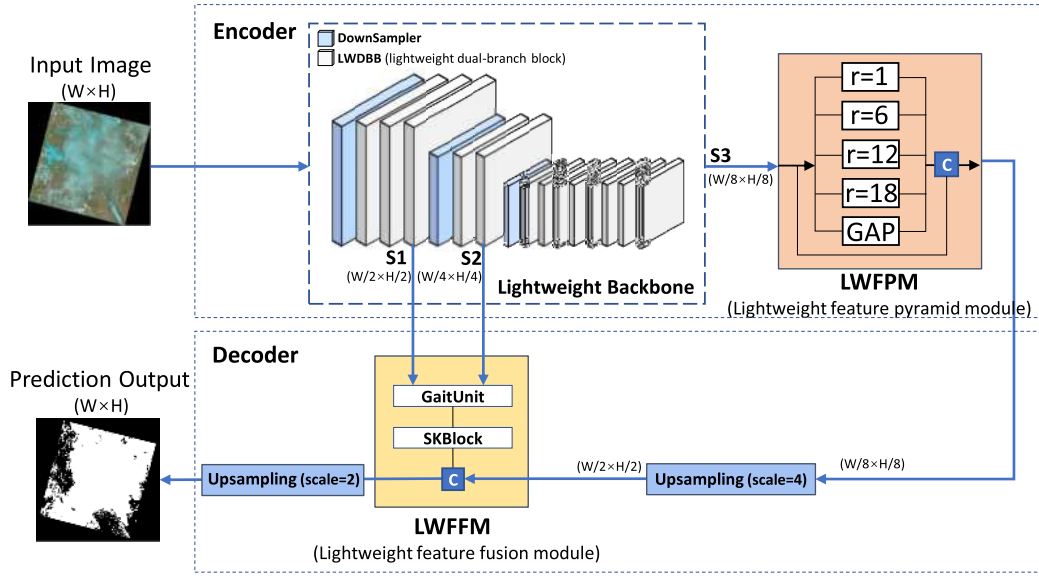 Encoder
DownSampler
LWDBB (lightweight dual-branch block)
Input Image
(W×H)
S1
(W/2×H/2)
S2
(W/4×H/4)
Lightweight Backbone
S3
(W/8×H/8)
r=1
r=6
r=12
r=18
GAP
C
LWFPM
(Lightweight feature pyramid module)
Decoder
Prediction Output
(W×H)
GaitUnit
SKBlock
C
Upsampling (scale=2)
(W/2×H/2)
Upsampling (scale=4)
(W/8×H/8)
LWFFM
(Lightweight feature fusion module)